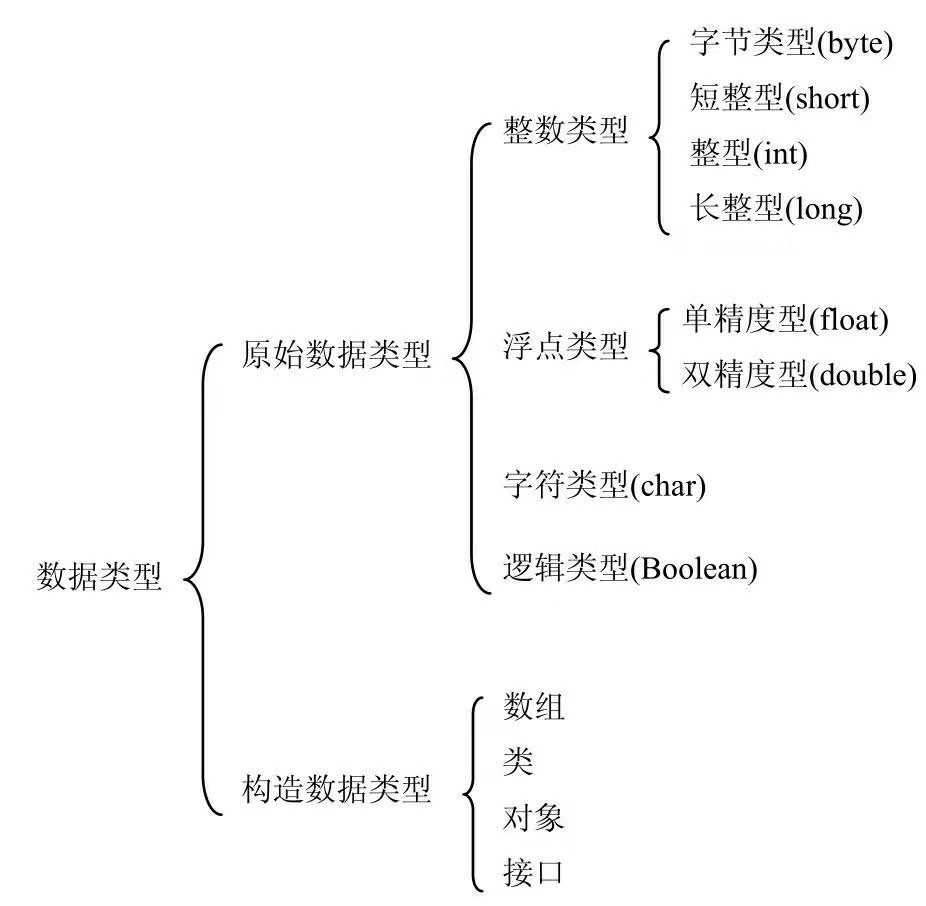 数据类型
原始数据类型
整数类型
字节类型(byte)
短整型(short)
整型(int)
长整型(long)
浮点类型
单精度型(float)
双精度型(double)
字符类型(char)
逻辑类型(Boolean)
构造数据类型
数组
类
对象
接口